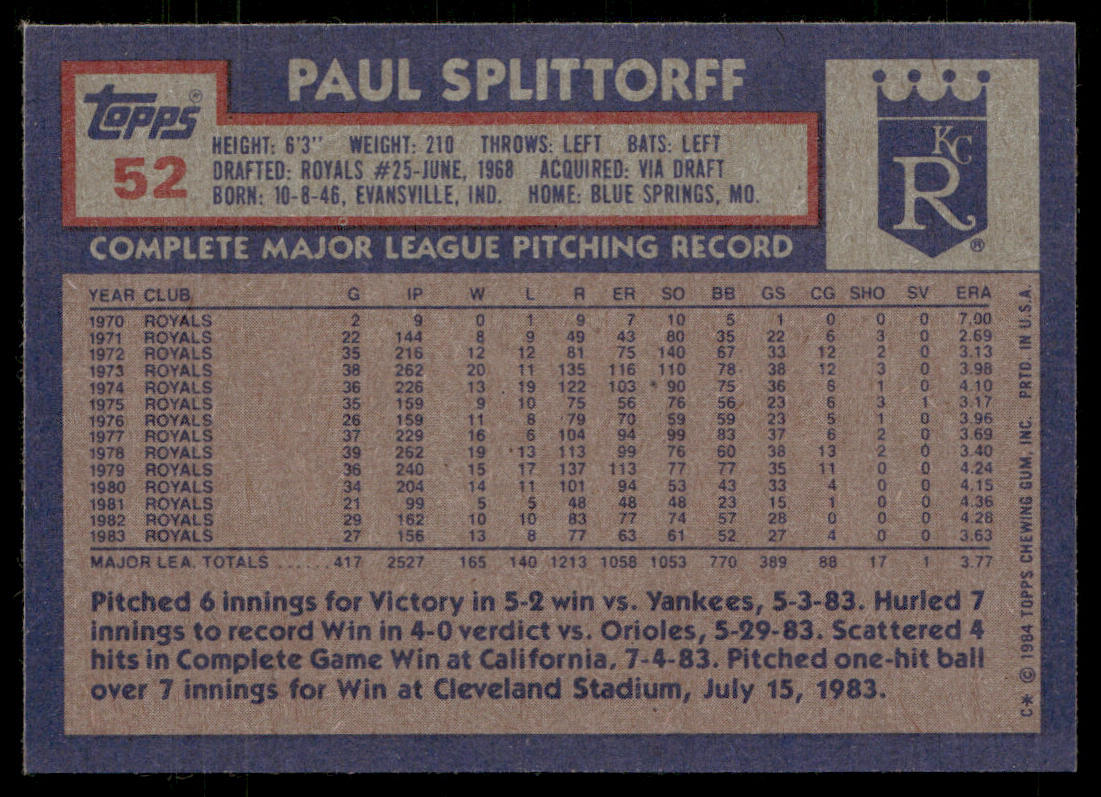 PAUL SPLITTORFF
Topps®
52
HEIGHT: 6'3" WEIGHT: 210 THROWS: LEFT BATS: LEFT
DRAFTED: ROYALS #25-JUNE, 1968 ACQUIRED: VIA DRAFT
BORN: 10-8-46, EVANSVILLE, IND. HOME: BLUE SPRINGS, MO.
KC
R
®
COMPLETE MAJOR LEAGUE PITCHING RECORD
YEAR CLUB G IP W L R ER SO BB GS CG SHO SV ERA
1970 ROYALS 2 9 0 1 9 7 10 5 1 0 0 0 7.00
1971 ROYALS 22 144 8 9 49 43 80 35 22 6 3 0 2.69
1972 ROYALS 35 216 12 12 81 75 140 67 33 12 2 0 3.13
1973 ROYALS 38 262 20 11 135 116 110 78 38 12 3 0 3.98
1974 ROYALS 36 226 13 19 122 103 90 75 36 6 1 0 4.10
1975 ROYALS 35 159 9 10 75 56 76 56 23 6 3 1 3.17
1976 ROYALS 26 159 11 8 79 70 59 59 23 5 1 0 3.96
1977 ROYALS 37 229 16 6 104 94 99 83 37 6 2 0 3.69
1978 ROYALS 39 262 19 13 113 99 76 60 38 13 2 0 3.40
1979 ROYALS 36 240 15 17 137 113 77 77 35 11 0 0 4.24
1980 ROYALS 34 204 14 11 101 94 53 43 33 4 0 0 4.15
1981 ROYALS 21 99 5 5 48 48 48 23 15 1 0 0 4.36
1982 ROYALS 29 162 10 10 83 77 74 57 28 0 0 0 4.28
1983 ROYALS 27 156 13 8 77 63 61 52 27 4 0 0 3.63
MAJOR LEA. TOTALS ...... 417 2527 165 140 1213 1058 1053 770 389 88 17 1 3.77
Pitched 6 innings for Victory in 5-2 win vs. Yankees, 5-3-83. Hurled 7
innings to record Win in 4-0 verdict vs. Orioles, 5-29-83. Scattered 4
hits in Complete Game Win at California, 7-4-83. Pitched one-hit ball
over 7 innings for Win at Cleveland Stadium, July 15, 1983.
C* © 1984 TOPPS CHEWING GUM, INC. PRTD. IN U.S.A.